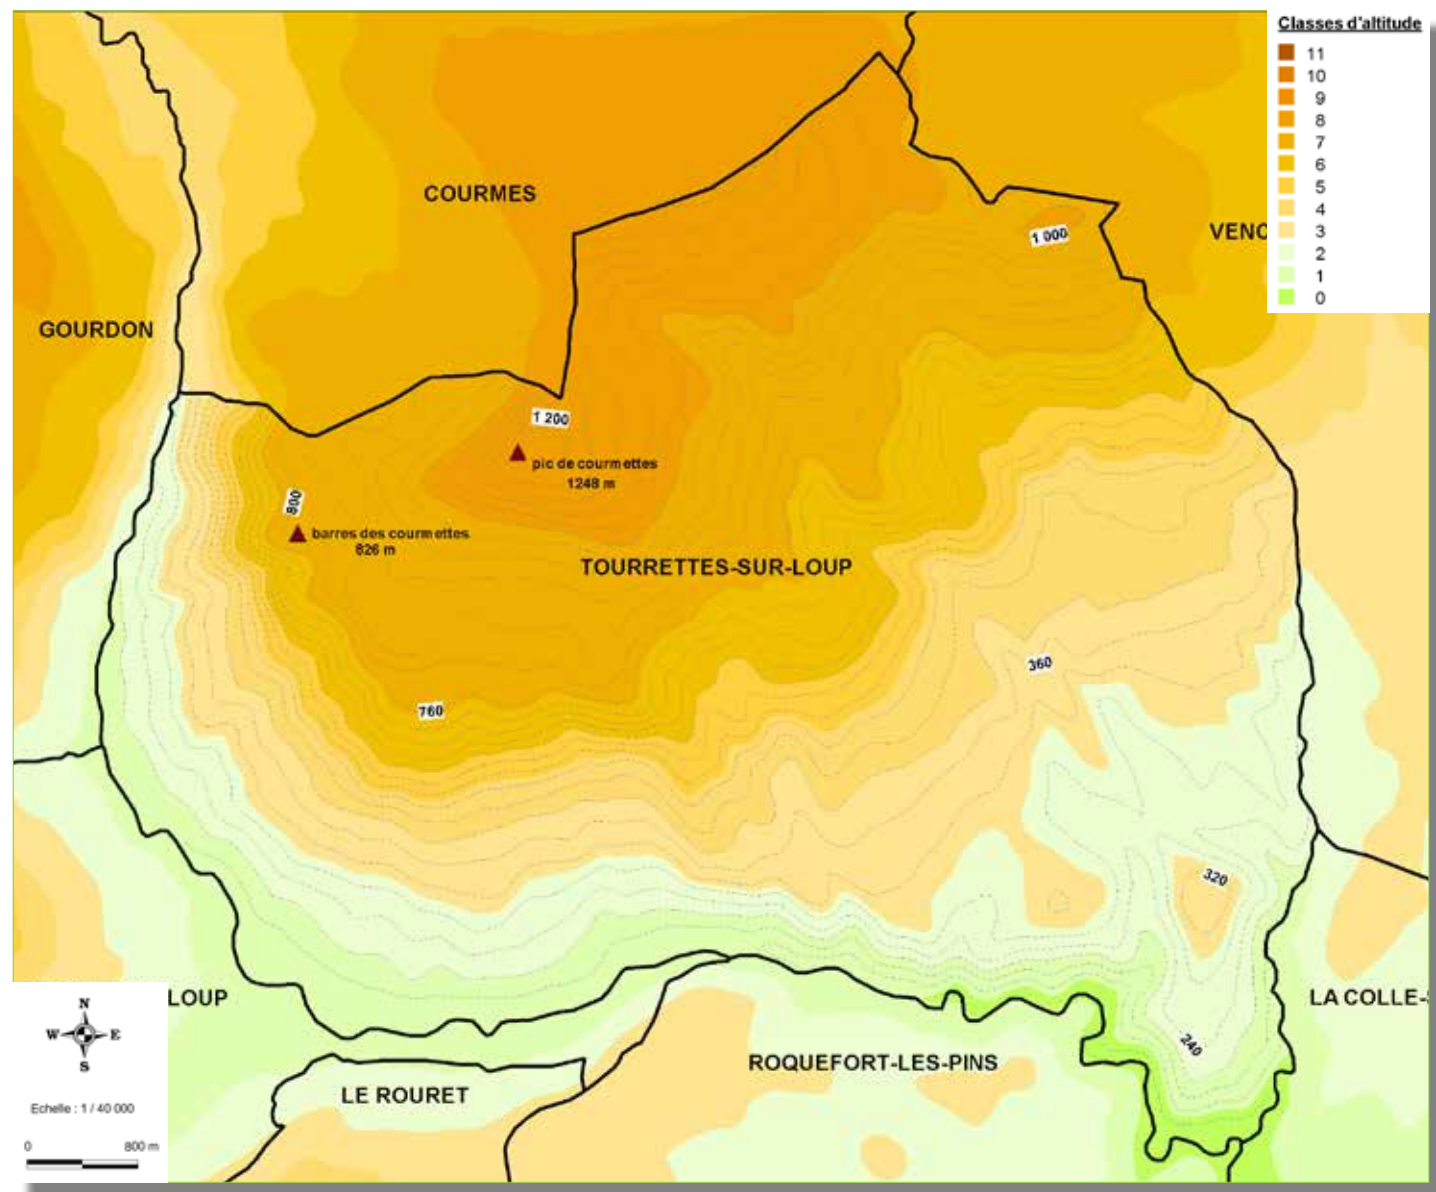 Classes d'altitude
11
10
9
8
7
6
5
4
3
2
1
0
COURMES
VENC
1 000
GOURDON
1 200
pic de courmettes
1248 m
800
barres des courmettes
826 m
TOURRETTES-SUR-LOUP
360
760
320
LOUP
LA COLLE-S
240
ROQUEFORT-LES-PINS
LE ROURET
N
W E
S
Echelle : 1 / 40 000
0 800 m